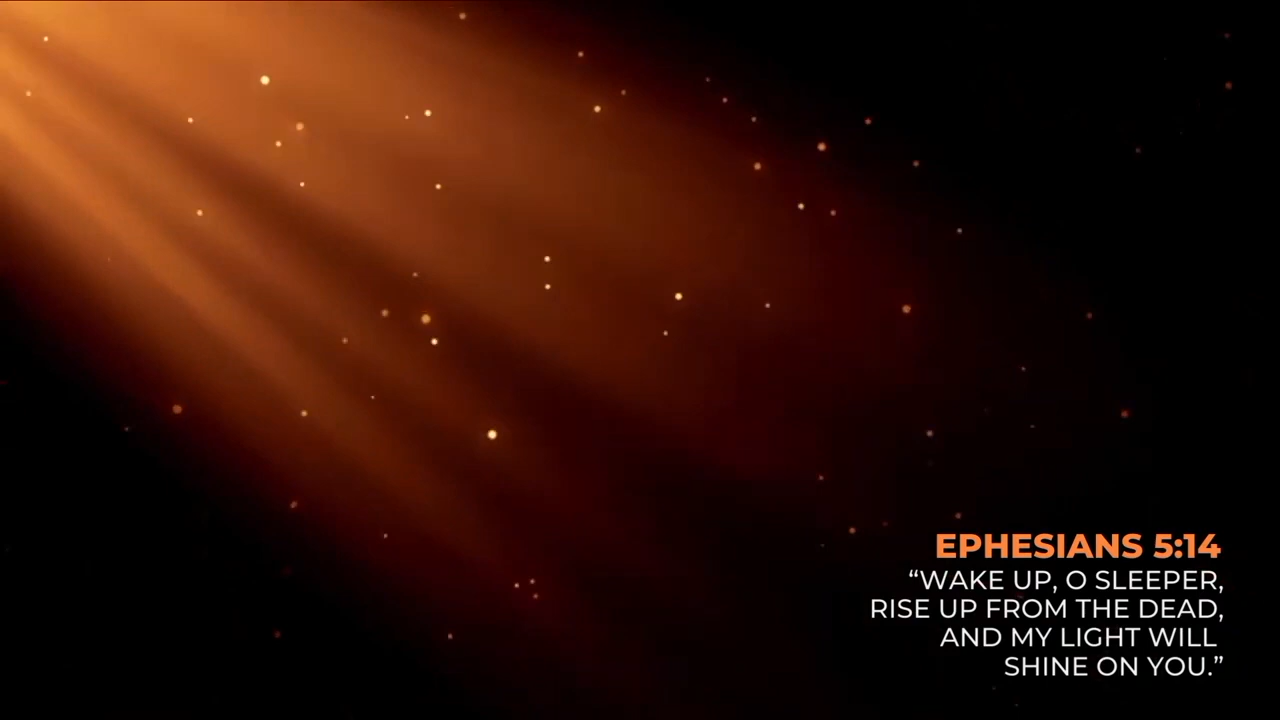 EPHESIANS 5:14
“WAKE UP, O SLEEPER,
RISE UP FROM THE DEAD,
AND MY LIGHT WILL
SHINE ON YOU.”